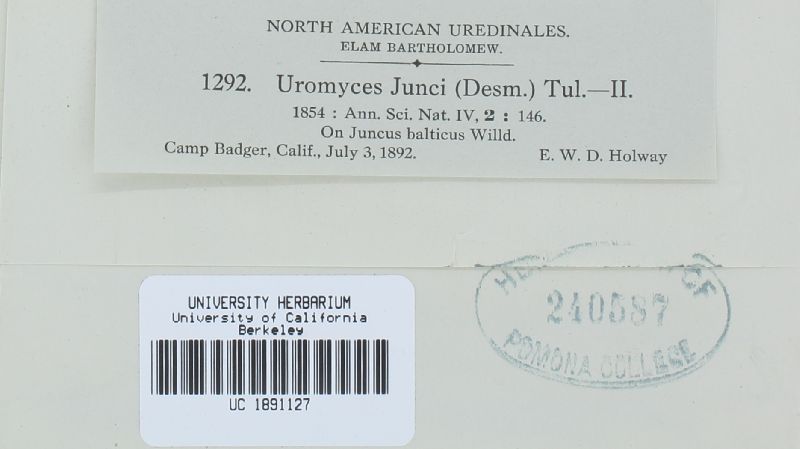 NORTH AMERICAN UREDINALES.
ELAM BARTHOLOMEW.
1292. Uromyces Junci (Desm.) Tul.—II.
1854 : Ann. Sci. Nat. IV, 2 : 146.
On Juncus balticus Willd.
Camp Badger, Calif., July 3, 1892. E. W. D. Holway
OF
240587
POMONA COLLEGE
UNIVERSITY HERBARIUM
University of California
Berkeley
UC 1891127